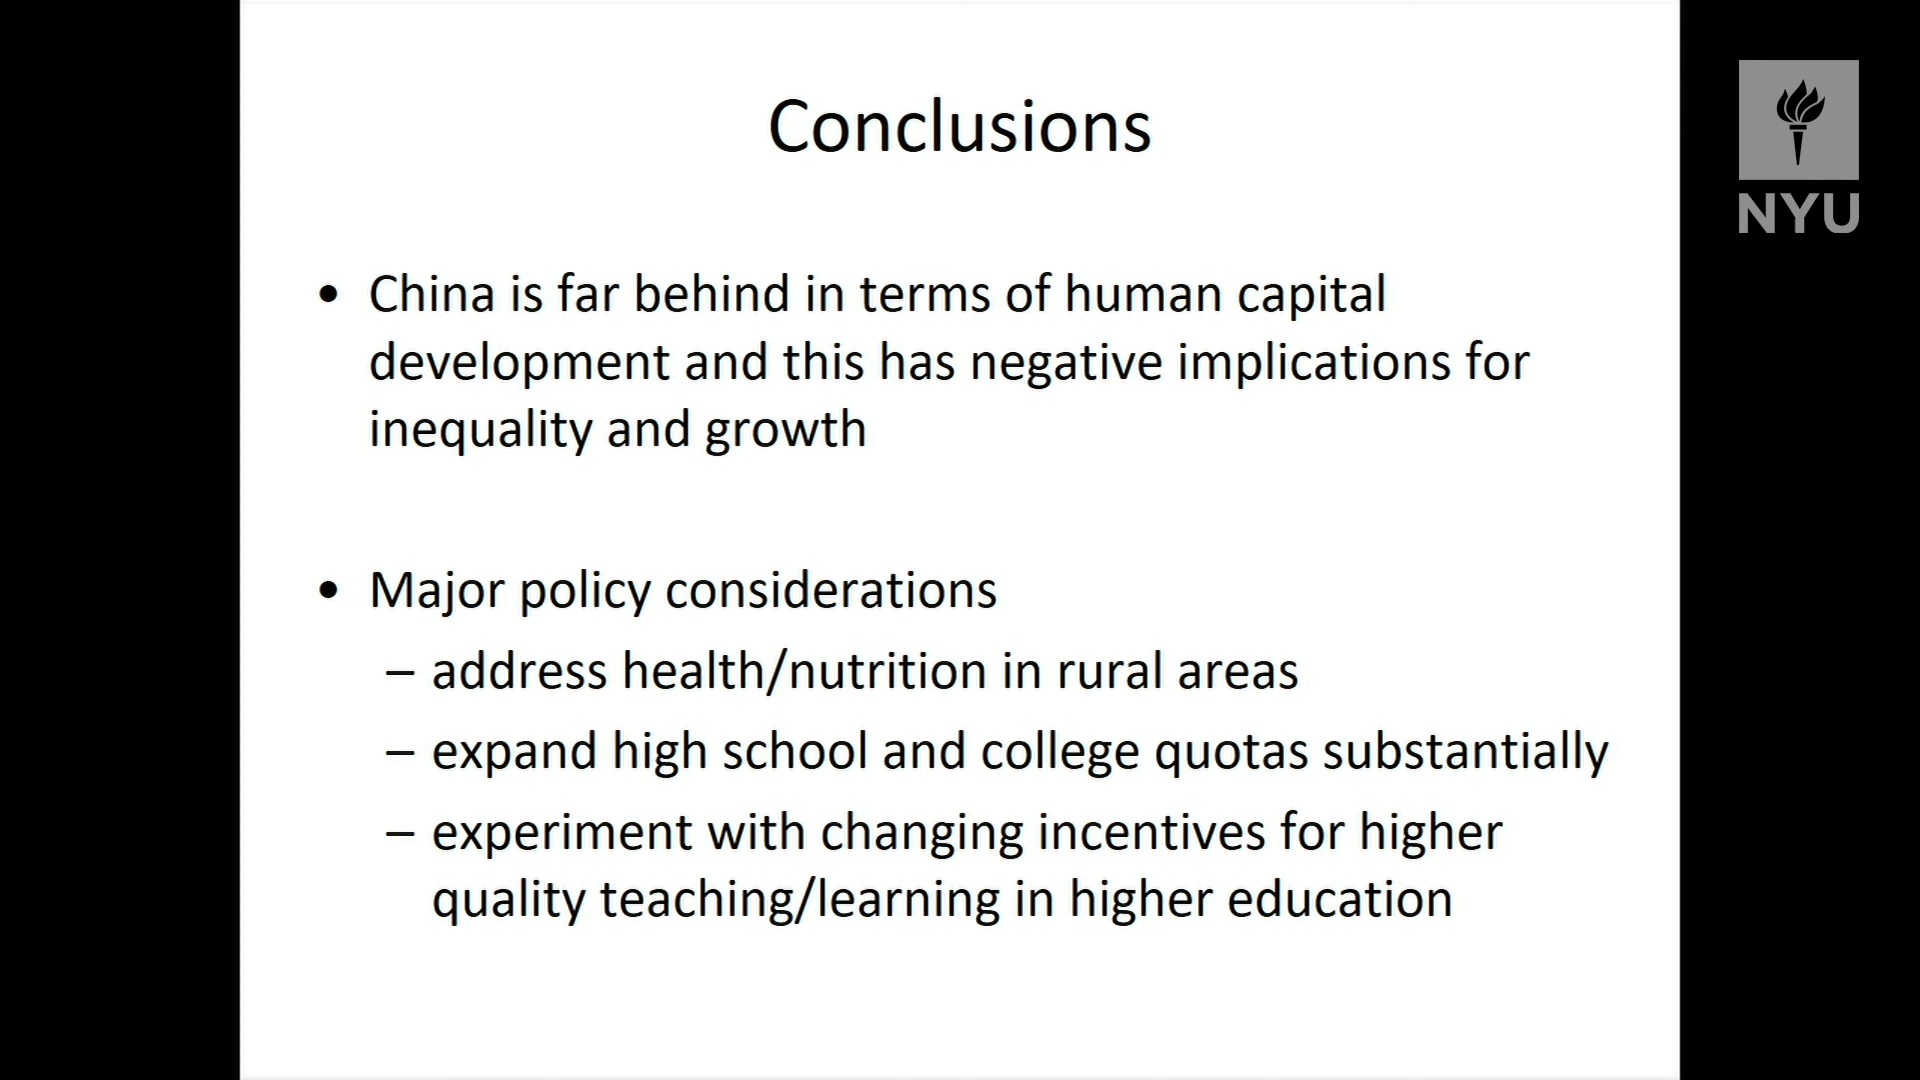 Conclusions
NYU
• China is far behind in terms of human capital
development and this has negative implications for
inequality and growth
• Major policy considerations
– address health/nutrition in rural areas
– expand high school and college quotas substantially
– experiment with changing incentives for higher
quality teaching/learning in higher education